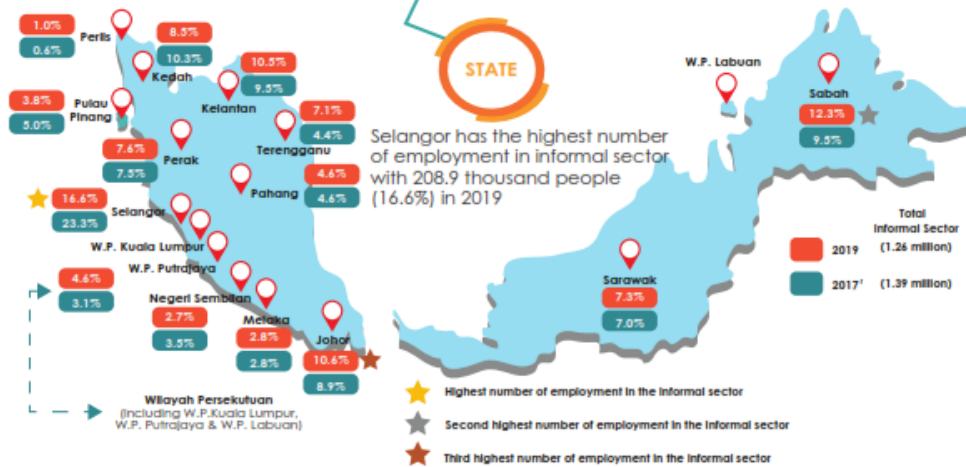 1.0%
0.6%
Perlis
8.5%
10.3%
Kedah
3.8%
5.0%
Pulau
Pinang
10.5%
9.5%
Kelantan
7.1%
4.4%
Terengganu
7.6%
7.5%
Perak
4.6%
4.6%
Pahang
16.6%
23.3%
Selangor
W.P. Kuala Lumpur
W.P. Putrajaya
4.6%
3.1%
Negeri Sembilan
2.7%
3.5%
Melaka
2.8%
2.8%
Johor
10.6%
8.9%
Wilayah Persekutuan
(Including W.P.Kuala Lumpur,
W.P. Putrajaya & W.P. Labuan)
STATE
Selangor has the highest number
of employment in informal sector
with 208.9 thousand people
(16.6%) in 2019
W.P. Labuan
Sabah
12.3%
9.5%
Sarawak
7.3%
7.0%
Total
Informal Sector
2019 (1.26 million)
2017¹ (1.39 million)
Highest number of employment in the informal sector
Second highest number of employment in the informal sector
Third highest number of employment in the informal sector